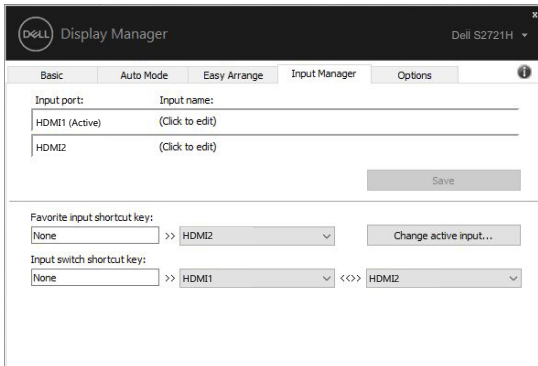 x
DELL Display Manager
Dell S2721H
Basic Auto Mode Easy Arrange Input Manager Options i
Input port: Input name:
HDMI1 (Active) (Click to edit)
HDMI2 (Click to edit)
Save
Favorite input shortcut key:
None >> HDMI2 Change active input...
Input switch shortcut key:
None >> HDMI1 <<>> HDMI2